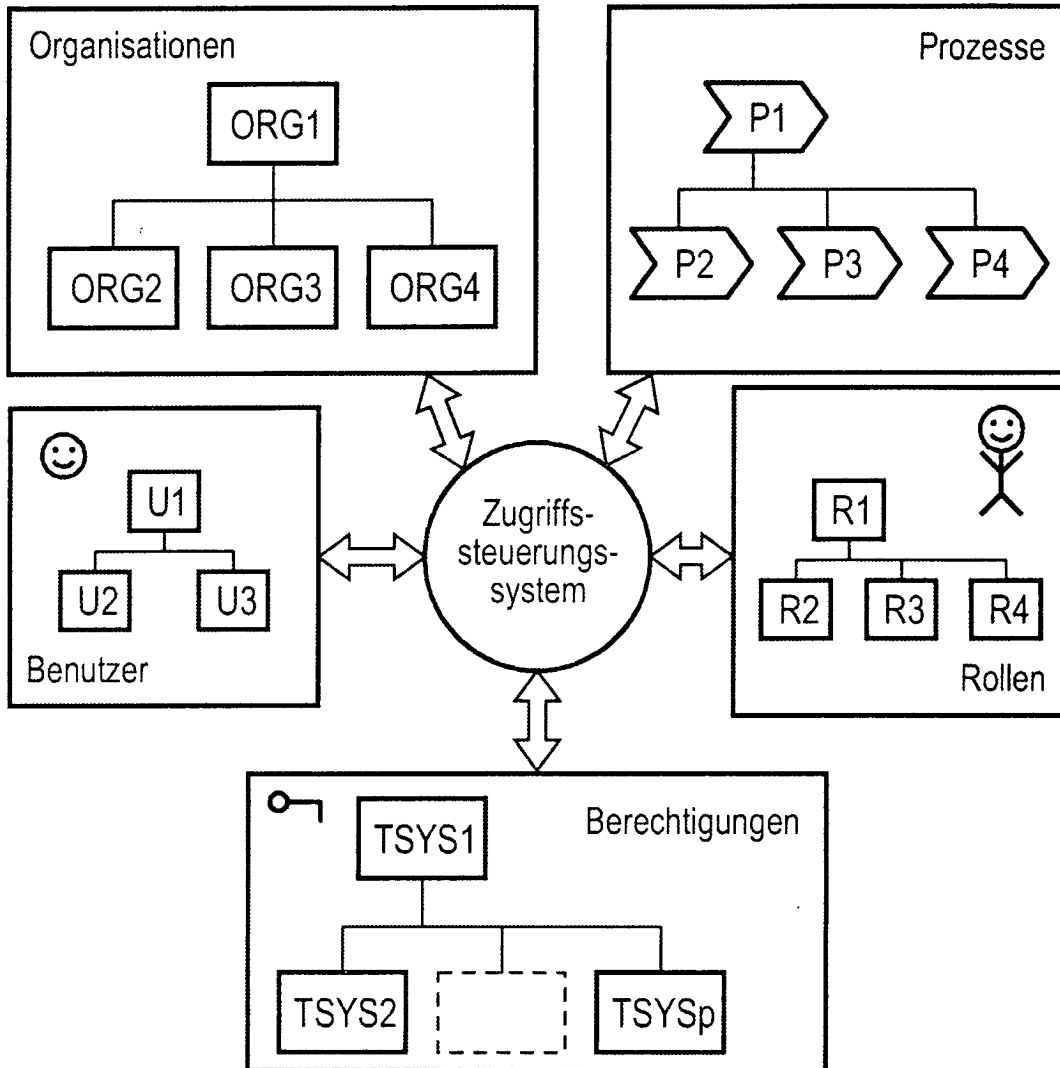 Organisationen
ORG1
ORG2 ORG3 ORG4
Prozesse
P1
P2 P3 P4
U1
U2 U3
Benutzer
Zugriffs-
steuerungs-
system
R1
R2 R3 R4
Rollen
Berechtigungen
TSYS1
TSYS2 TSYSp